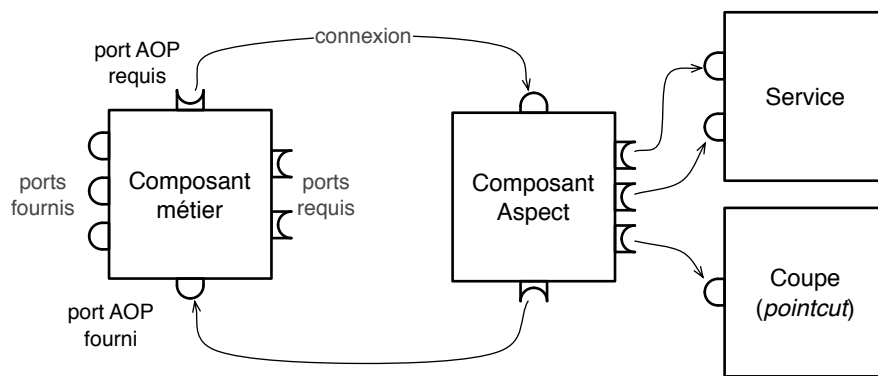 port AOP
requis
connexion
Service
ports
fournis
Composant
métier
ports
requis
Composant
Aspect
port AOP
fourni
Coupe
(pointcut)